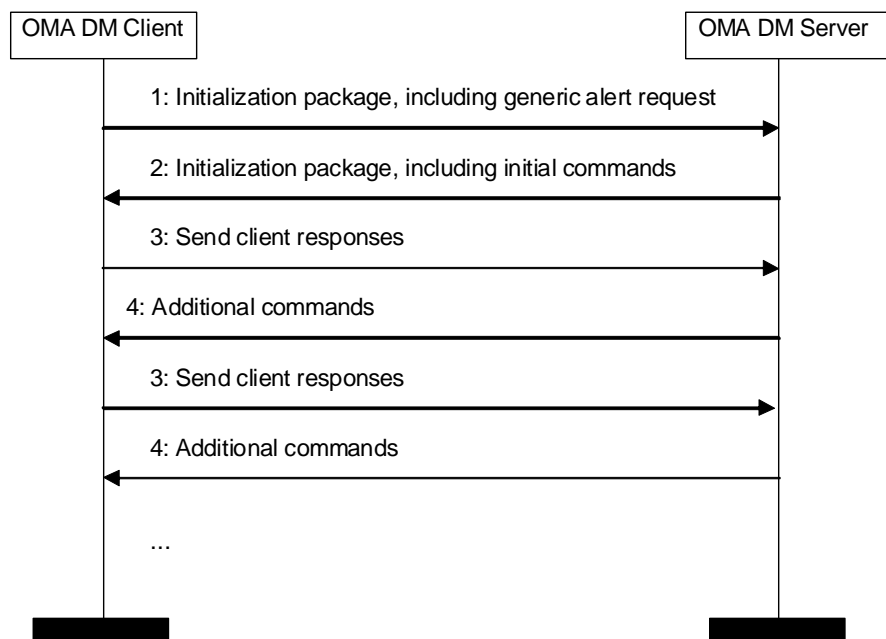 OMA DM Client
OMA DM Server
1: Initialization package, including generic alert request
2: Initialization package, including initial commands
3: Send client responses
4: Additional commands
3: Send client responses
4: Additional commands
...